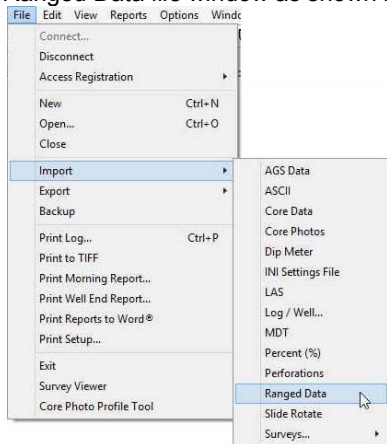 Ranged Data file window as shown
File Edit View Reports Options Windo
Connect...
Disconnect
Access Registration
New Ctrl+N
Open... Ctrl+O
Close
Import
Export
Backup
Print Log... Ctrl+P
Print to TIFF
Print Morning Report...
Print Well End Report...
Print Reports to Word®
Print Setup...
Exit
Survey Viewer
Core Photo Profile Tool
AGS Data
ASCII
Core Data
Core Photos
Dip Meter
INI Settings File
LAS
Log / Well...
MDT
Percent (%)
Perforations
Ranged Data
Slide Rotate
Surveys...